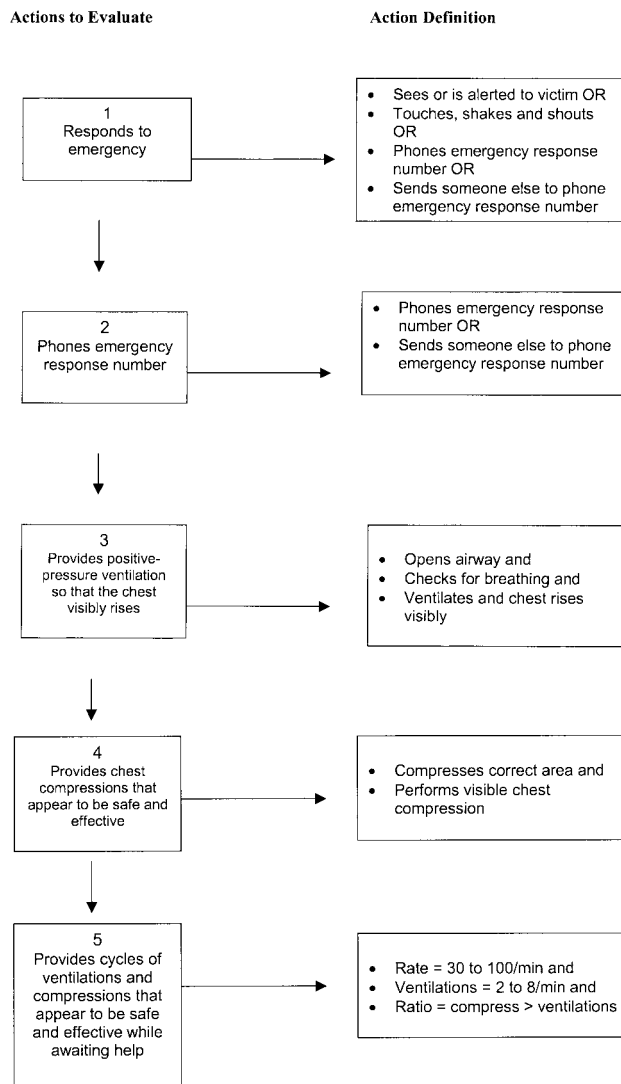 Actions to Evaluate
Action Definition
1
Responds to
emergency
• Sees or is alerted to victim OR
• Touches, shakes and shouts
OR
• Phones emergency response
number OR
• Sends someone else to phone
emergency response number
2
Phones emergency
response number
• Phones emergency response
number OR
• Sends someone else to phone
emergency response number
3
Provides positive-
pressure ventilation
so that the chest
visibly rises
• Opens airway and
• Checks for breathing and
• Ventilates and chest rises
visibly
4
Provides chest
compressions that
appear to be safe and
effective
• Compresses correct area and
• Performs visible chest
compression
5
Provides cycles of
ventilations and
compressions that
appear to be safe
and effective while
awaiting help
• Rate = 30 to 100/min and
• Ventilations = 2 to 8/min and
• Ratio = compress > ventilations